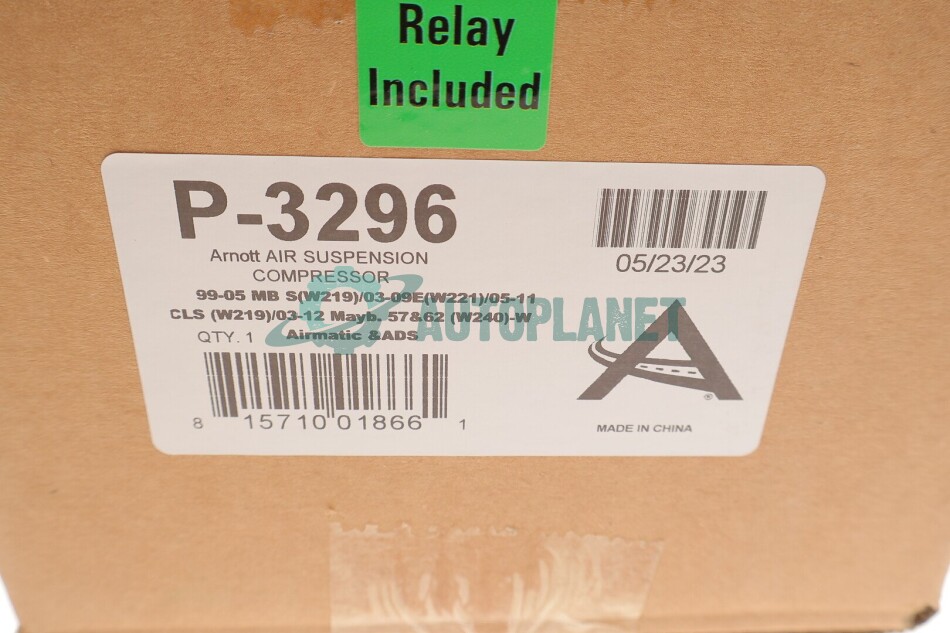 Relay
Included
P-3296
Arnott AIR SUSPENSION
COMPRESSOR
99-05 MB S(W219)/03-09E(W221)/05-11
CLS (W219)/03-12 Mayb. 57&62 (W240)-W
QTY. 1 Airmatic &ADS
8 15710 01866 1
05/23/23
AUTOPLANET
®
MADE IN CHINA